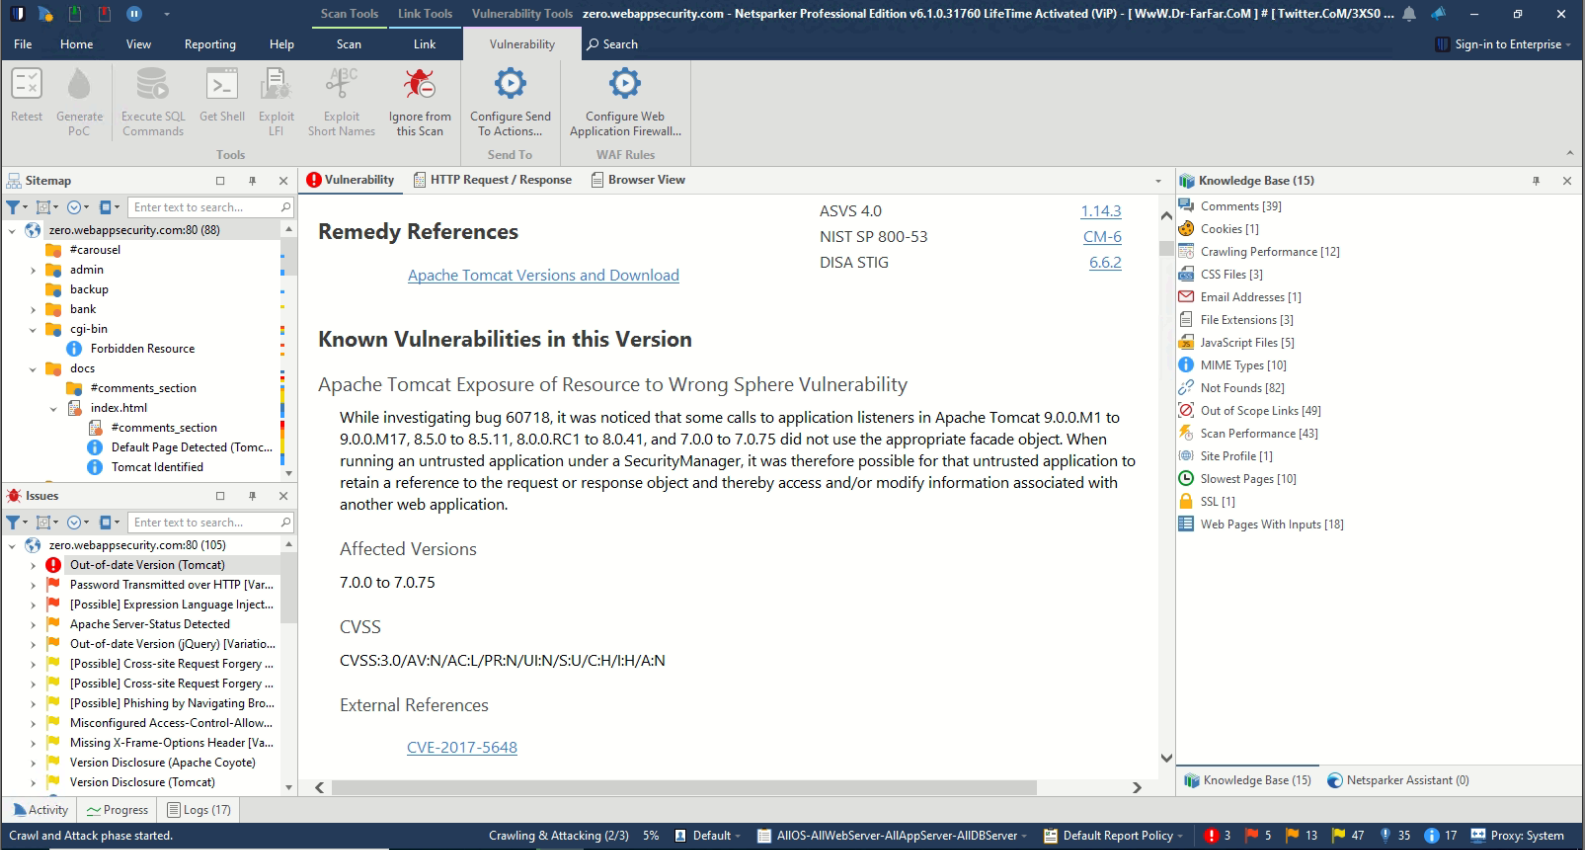 Scan Tools Link Tools Vulnerability Tools zero.webappsecurity.com - Netsparker Professional Edition v6.1.0.31760 LifeTime Activated (ViP) - [ WwW.Dr-FarFar.CoM ] # [ Twitter.CoM/3XS0 ...
File Home View Reporting Help Scan Link Vulnerability Search Sign-in to Enterprise
Retest
Generate
PoC
Execute SQL
Commands
Get Shell
Exploit
LFI
ABC
Exploit
Short Names
Ignore from
this Scan
Configure Send
To Actions...
Configure Web
Application Firewall...
Tools Send To WAF Rules
Sitemap
Enter text to search...
zero.webappsecurity.com:80 (88)
#carousel
admin
backup
bank
cgi-bin
Forbidden Resource
docs
#comments_section
index.html
#comments_section
Default Page Detected (Tomc...
Tomcat Identified
Issues
Enter text to search...
zero.webappsecurity.com:80 (105)
Out-of-date Version (Tomcat)
Password Transmitted over HTTP [Var...
[Possible] Expression Language Inject...
Apache Server-Status Detected
Out-of-date Version (jQuery) [Variatio...
[Possible] Cross-site Request Forgery ...
[Possible] Cross-site Request Forgery ...
[Possible] Phishing by Navigating Bro...
Misconfigured Access-Control-Allow...
Missing X-Frame-Options Header [Va...
Version Disclosure (Apache Coyote)
Version Disclosure (Tomcat)
Vulnerability HTTP Request / Response Browser View
ASVS 4.0 1.14.3
NIST SP 800-53 CM-6
DISA STIG 6.6.2
Remedy References
Apache Tomcat Versions and Download
Known Vulnerabilities in this Version
Apache Tomcat Exposure of Resource to Wrong Sphere Vulnerability
While investigating bug 60718, it was noticed that some calls to application listeners in Apache Tomcat 9.0.0.M1 to
9.0.0.M17, 8.5.0 to 8.5.11, 8.0.0.RC1 to 8.0.41, and 7.0.0 to 7.0.75 did not use the appropriate facade object. When
running an untrusted application under a SecurityManager, it was therefore possible for that untrusted application to
retain a reference to the request or response object and thereby access and/or modify information associated with
another web application.
Affected Versions
7.0.0 to 7.0.75
CVSS
CVSS:3.0/AV:N/AC:L/PR:N/UI:N/S:U/C:H/I:H/A:N
External References
CVE-2017-5648
Knowledge Base (15)
Comments [39]
Cookies [1]
Crawling Performance [12]
CSS Files [3]
Email Addresses [1]
File Extensions [3]
JavaScript Files [5]
MIME Types [10]
Not Founds [82]
Out of Scope Links [49]
Scan Performance [43]
Site Profile [1]
Slowest Pages [10]
SSL [1]
Web Pages With Inputs [18]
Knowledge Base (15) Netsparker Assistant (0)
Activity Progress Logs (17)
Crawl and Attack phase started. Crawling & Attacking (2/3) 5% Default AllOS-AllWebServer-AllAppServer-AllDBServer Default Report Policy 3 5 13 47 35 17 Proxy: System